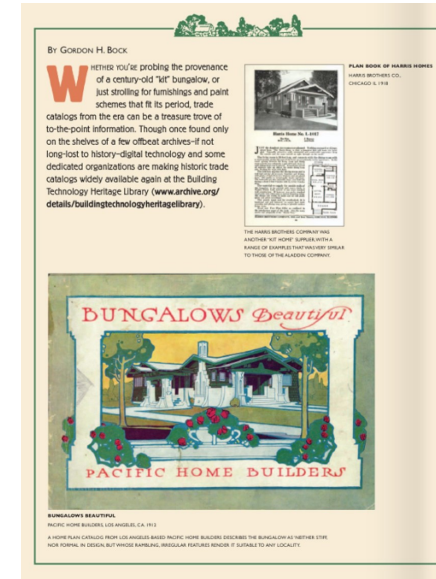 BY GORDON H. BOCK
WHETHER YOU'RE probing the provenance
of a century-old "kit" bungalow, or
just strolling for furnishings and paint
schemes that fit its period, trade
catalogs from the era can be a treasure trove of
to-the-point information. Though once found only
on the shelves of a few offbeat archives–if not
long-lost to history–digital technology and some
dedicated organizations are making historic trade
catalogs widely available again at the Building
Technology Heritage Library (www.archive.org/
details/buildingtechnologyheritagelibrary).
PLAN BOOK OF HARRIS HOMES
HARRIS BROTHERS CO.,
CHICAGO IL 1918
THE HARRIS BROTHERS COMPANY WAS
ANOTHER "KIT HOME" SUPPLIER, WITH A
RANGE OF EXAMPLES THAT WAS VERY SIMILAR
TO THOSE OF THE ALADDIN COMPANY.
BUNGALOWS Beautiful
PACIFIC HOME BUILDERS
BUNGALOWS BEAUTIFUL
PACIFIC HOME BUILDERS, LOS ANGELES, CA. 1913
A HOME PLAN CATALOG FROM LOS ANGELES-BASED PACIFIC HOME BUILDERS DESCRIBES THE BUNGALOW AS 'NEITHER STIFF,
NOR FORMAL IN DESIGN, BUT WHOSE RAMBLING, IRREGULAR FEATURES RENDER IT SUITABLE TO ANY LOCALITY.